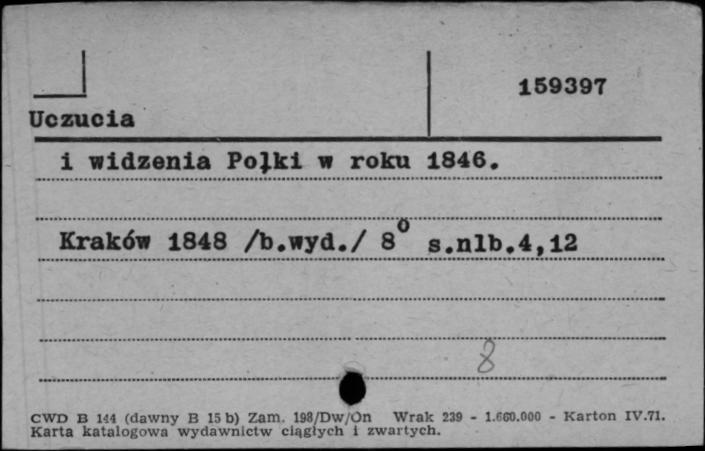 159397
Uczucia
i widzenia Polki w roku 1846.
Kraków 1848 /b.wyd./ 8° s.nlb.4,12
8
CWD B 144 (dawny B 15 b) Zam. 198/Dw/On Wrak 239 - 1.660.000 - Karton IV.71.
Karta katalogowa wydawnictw ciągłych i zwartych.